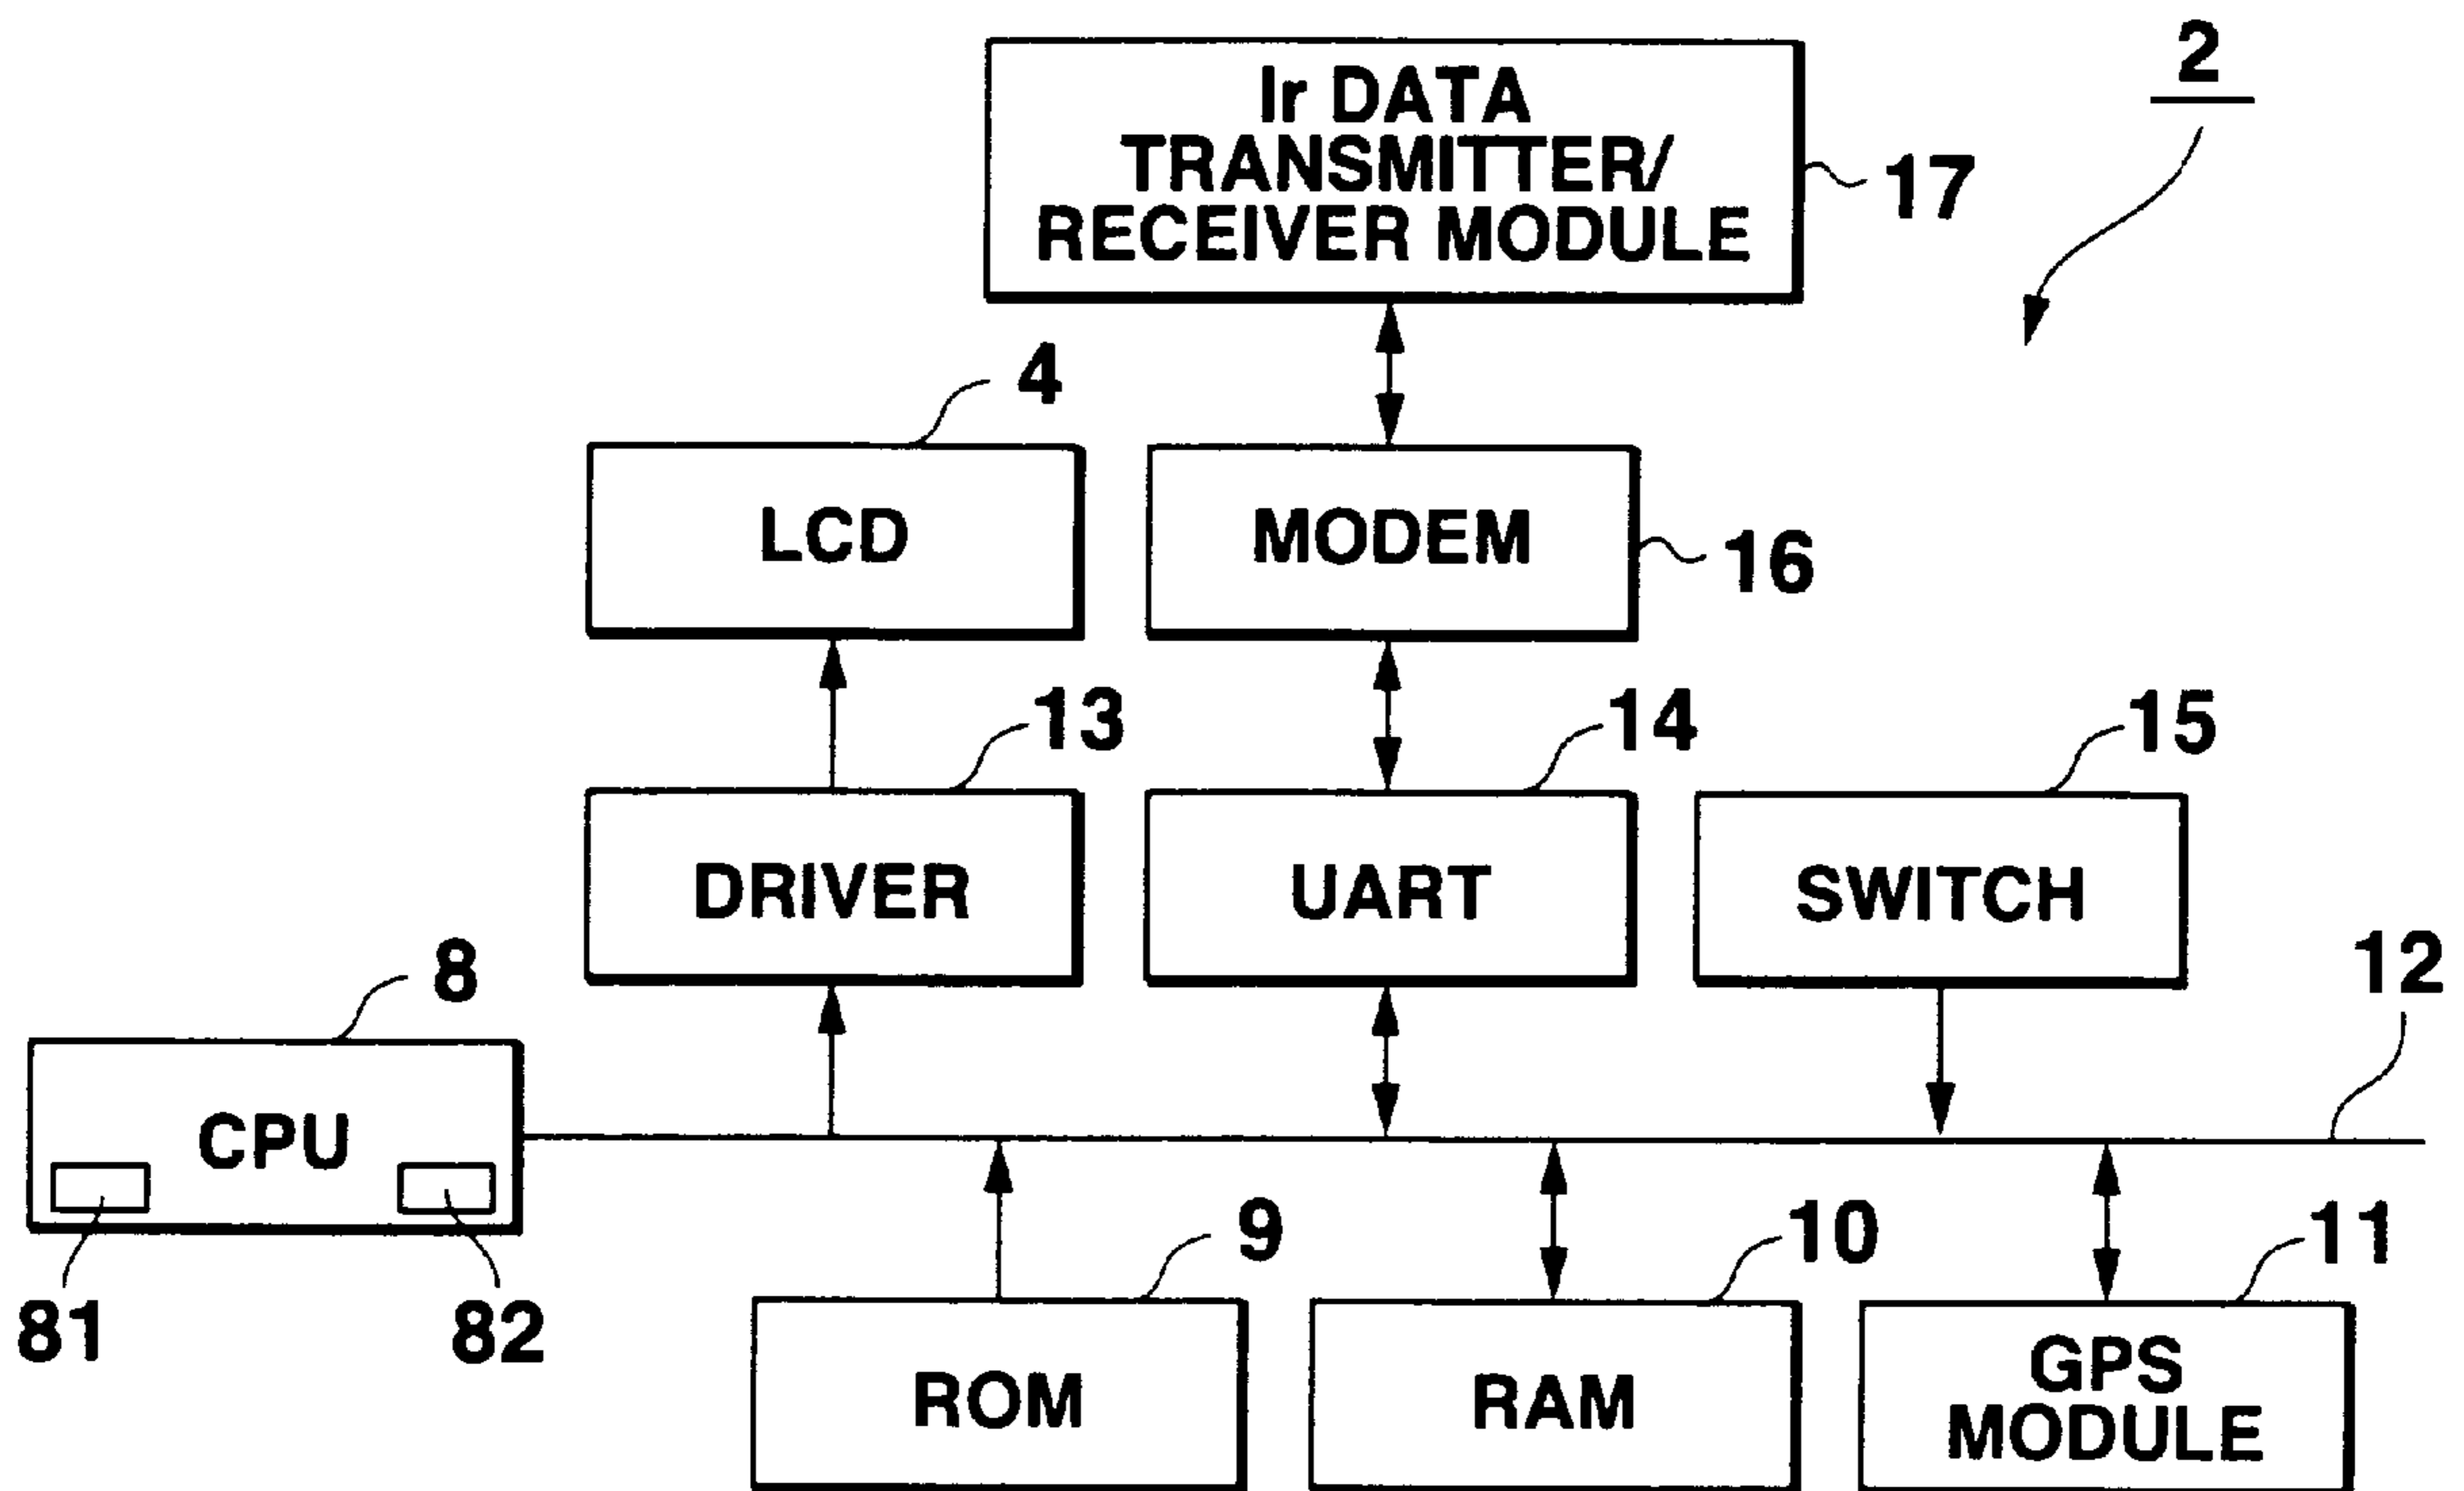 2
Ir DATA
TRANSMITTER/
RECEIVER MODULE
17
4
LCD
MODEM
16
13
14
15
DRIVER
UART
SWITCH
12
8
CPU
9
10
11
81
82
ROM
RAM
GPS
MODULE